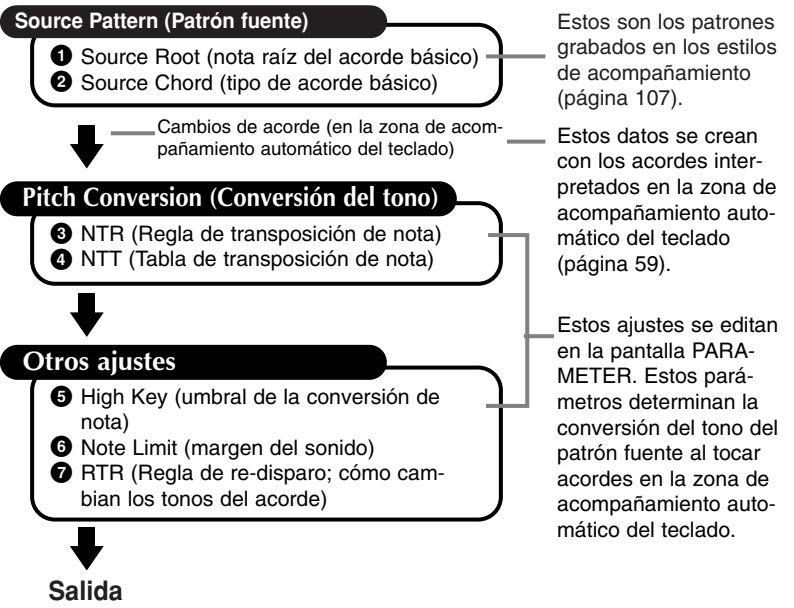 Source Pattern (Patrón fuente)
❶ Source Root (nota raíz del acorde básico)
❷ Source Chord (tipo de acorde básico)
Estos son los patrones
grabados en los estilos
de acompañamiento
(página 107).
Cambios de acorde (en la zona de acom-
pañamiento automático del teclado)
Estos datos se crean
con los acordes inter-
pretados en la zona de
acompañamiento auto-
mático del teclado
(página 59).
Pitch Conversion (Conversión del tono)
❸ NTR (Regla de transposición de nota)
❹ NTT (Tabla de transposición de nota)
Otros ajustes
❺ High Key (umbral de la conversión de
nota)
❻ Note Limit (margen del sonido)
❼ RTR (Regla de re-disparo; cómo cam-
bian los tonos del acorde)
Estos ajustes se editan
en la pantalla PARA-
METER. Estos pará-
metros determinan la
conversión del tono del
patrón fuente al tocar
acordes en la zona de
acompañamiento auto-
mático del teclado.
Salida